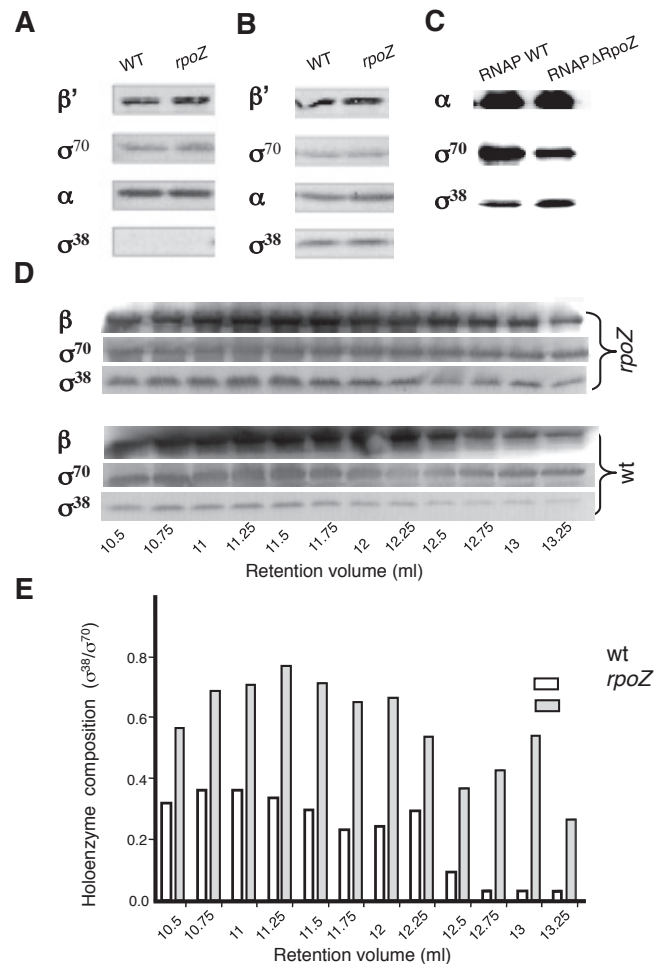 A
WT rpoZ
β’
σ70
α
σ38
B
WT rpoZ
β’
σ70
α
σ38
C
RNAP WT RNAPΔRpoZ
α
σ70
σ38
D
β
σ70
σ38
rpoZ
β
σ70
σ38
wt
10.5 10.75 11 11.25 11.5 11.75 12 12.25 12.5 12.75 13 13.25
Retention volume (ml)
E
Holoenzyme composition (σ38/σ70)
0.8
0.6
0.4
0.2
0.0
wt
rpoZ
10.5 10.75 11 11.25 11.5 11.75 12 12.25 12.5 12.75 13 13.25
Retention volume (ml)